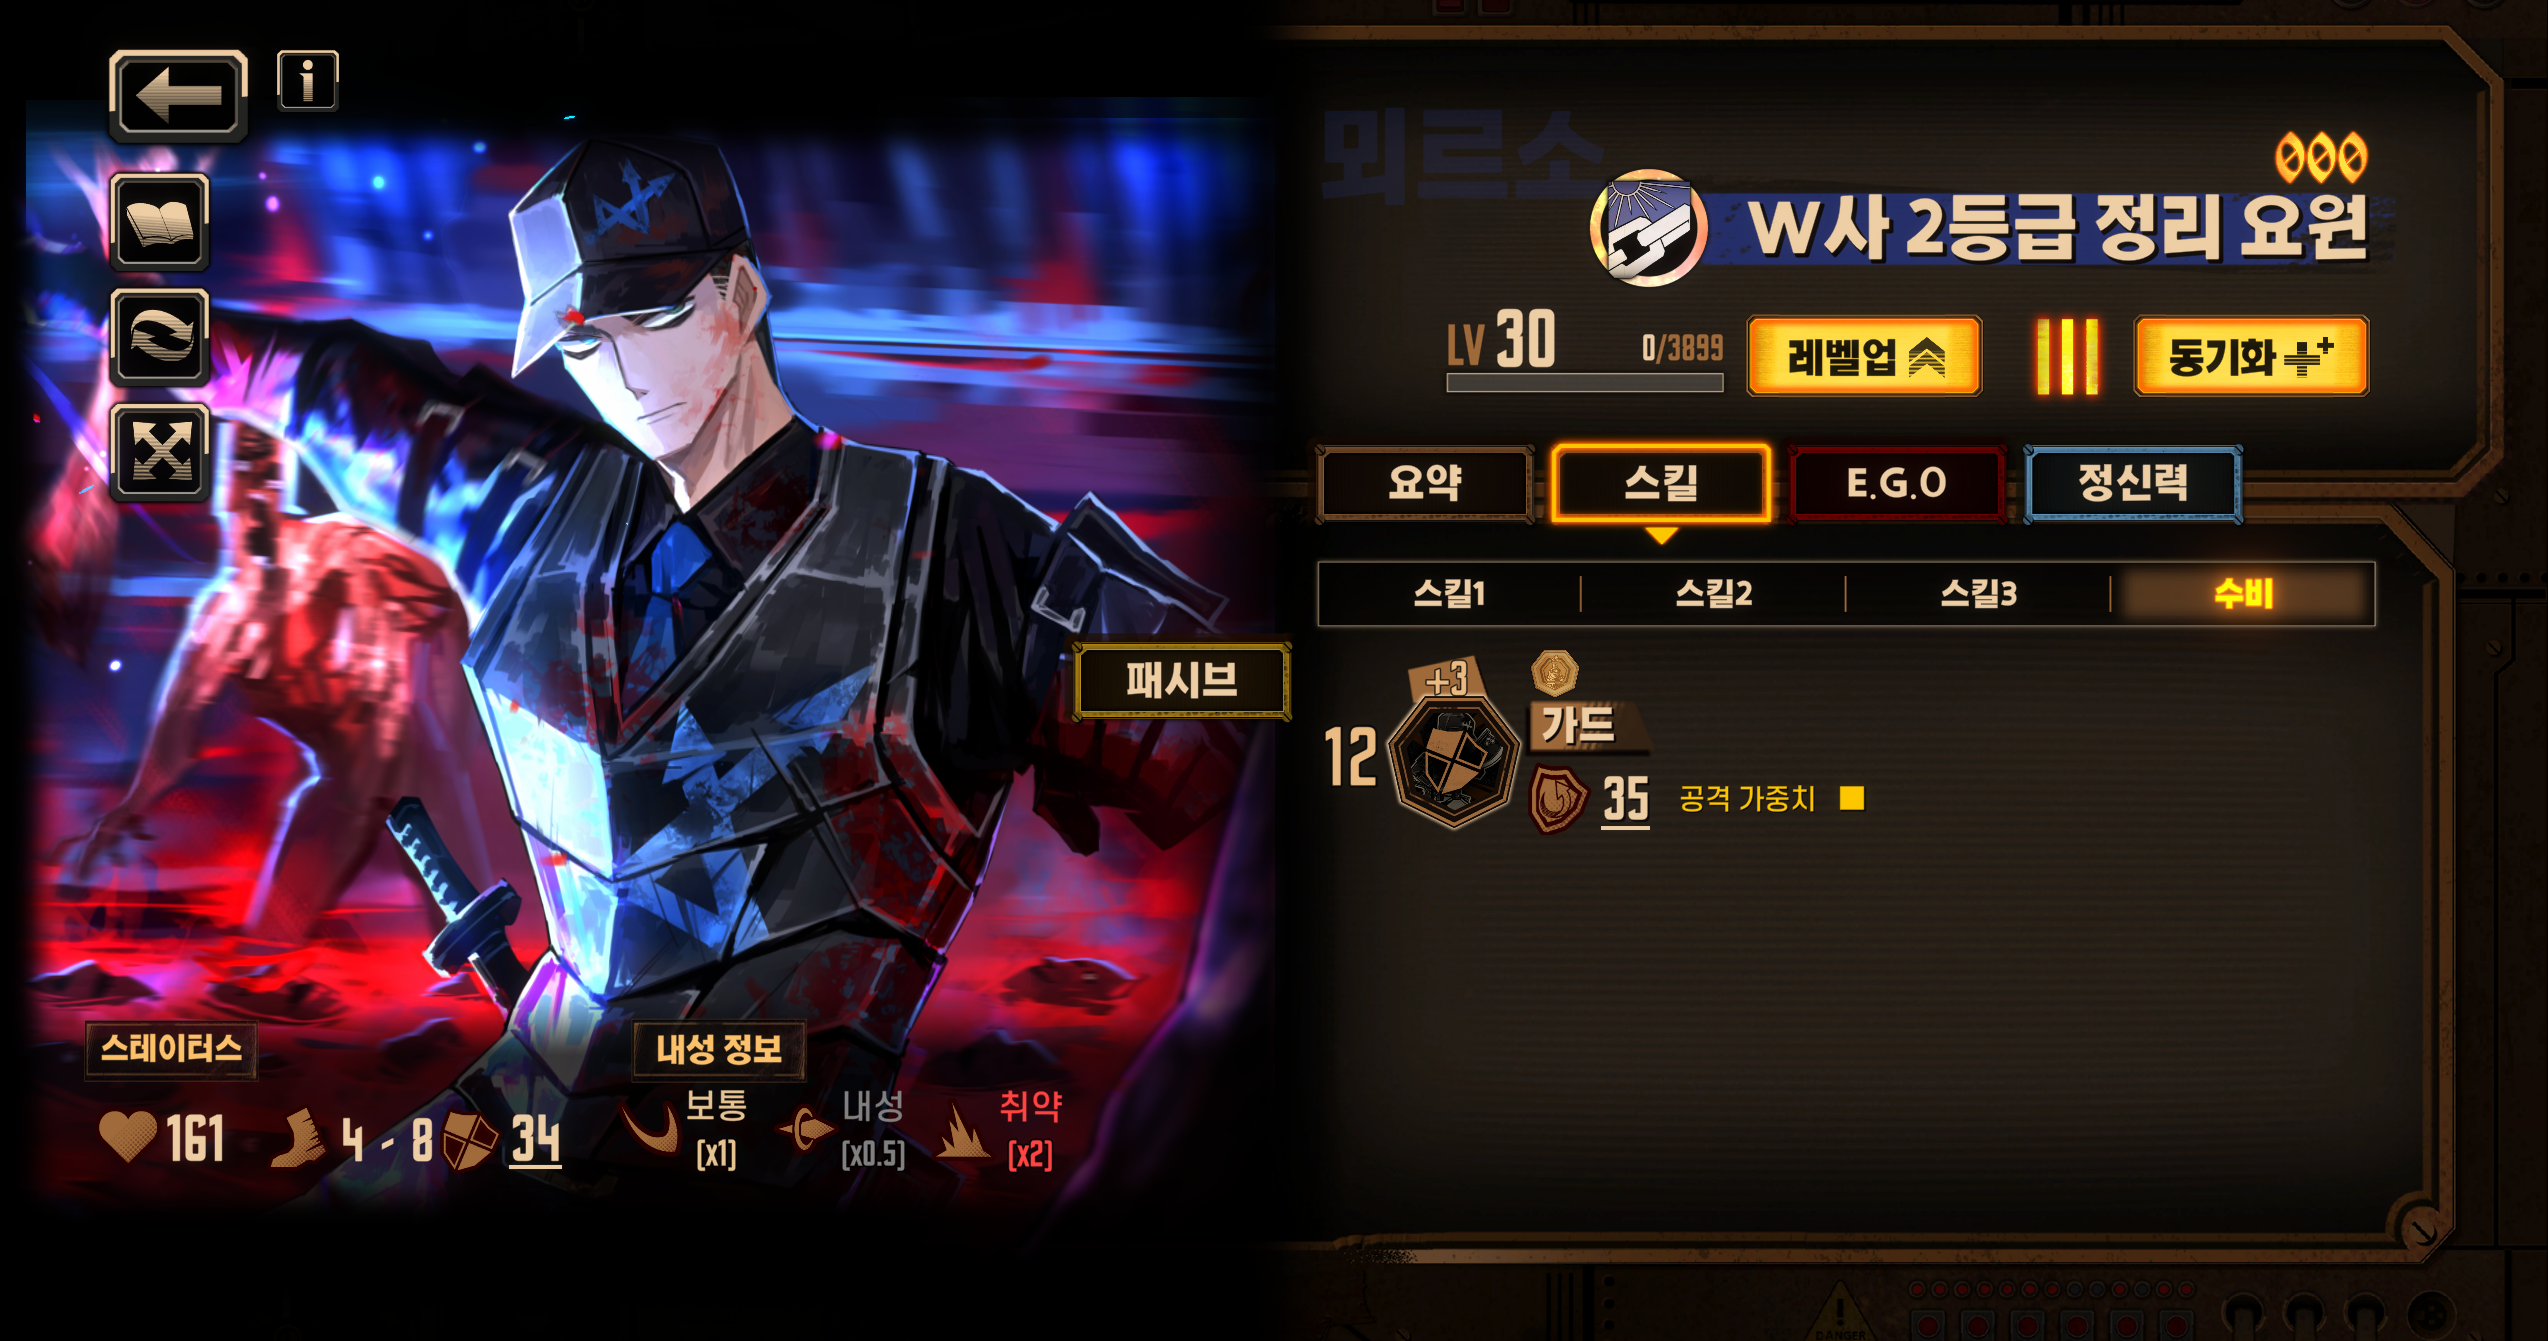 뫼르소
W사 2등급 정리 요원
LV 30
0/3899
레벨업
동기화
요약
스킬
E.G.O
정신력
스킬1
스킬2
스킬3
수비
패시브
+3
12
가드
35
공격 가중치
스테이터스
161
4 - 8
34
내성 정보
보통
[x1]
내성
[x0.5]
취약
[x2]
DANGER